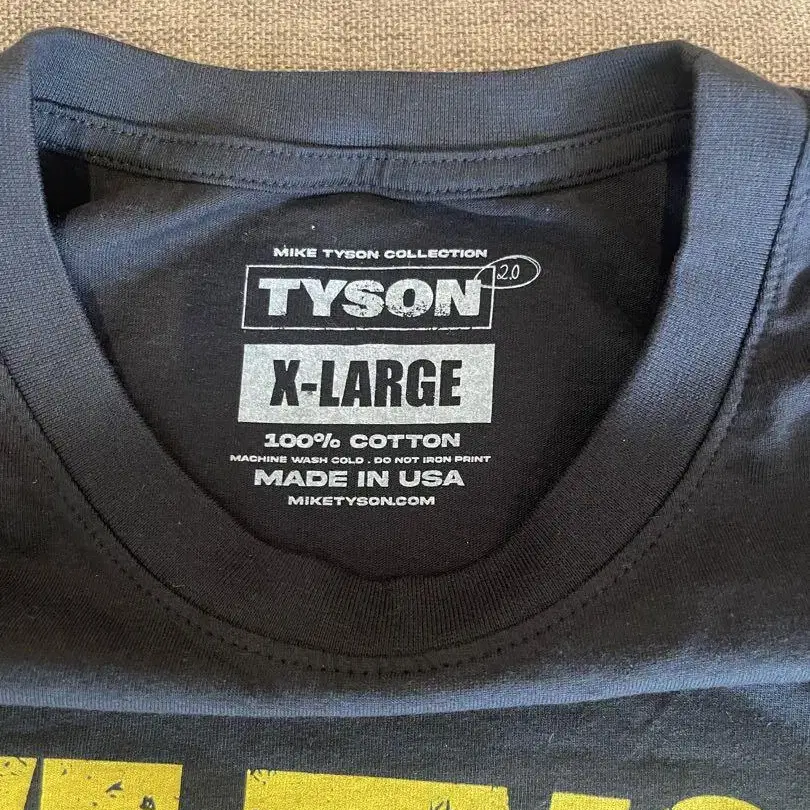 MIKE TYSON COLLECTION
TYSON 2.0
X-LARGE
100% COTTON
MACHINE WASH COLD . DO NOT IRON PRINT
MADE IN USA
MIKETYSON.COM